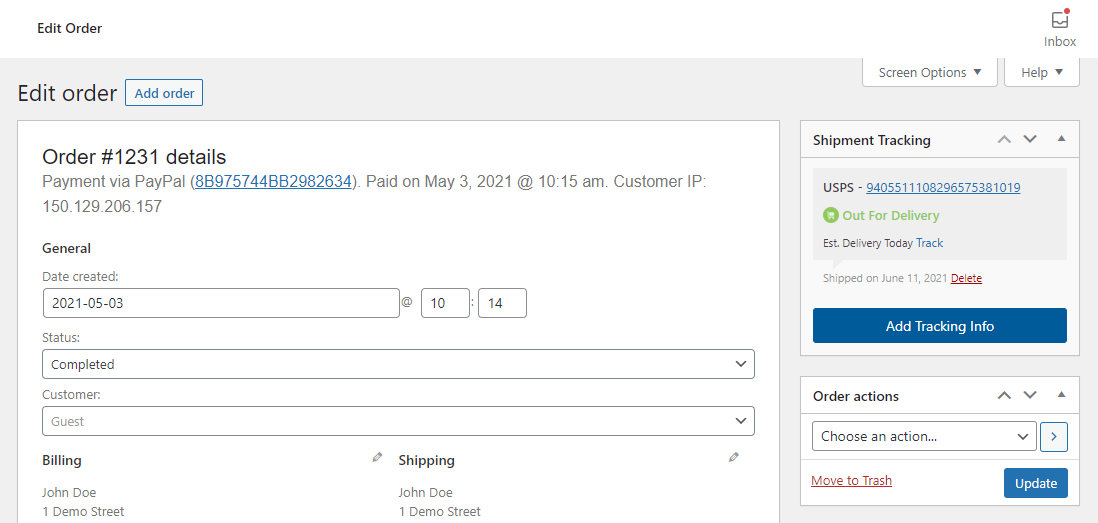 Edit Order
Inbox
Screen Options
Help
Edit order
Add order
Order #1231 details
Payment via PayPal (8B975744BB2982634). Paid on May 3, 2021 @ 10:15 am. Customer IP:
150.129.206.157
General
Date created:
2021-05-03 @ 10 : 14
Status:
Completed
Customer:
Guest
Billing
John Doe
1 Demo Street
Shipping
John Doe
1 Demo Street
Shipment Tracking
USPS - 9405511108296575381019
Out For Delivery
Est. Delivery Today Track
Shipped on June 11, 2021 Delete
Add Tracking Info
Order actions
Choose an action...
Move to Trash
Update